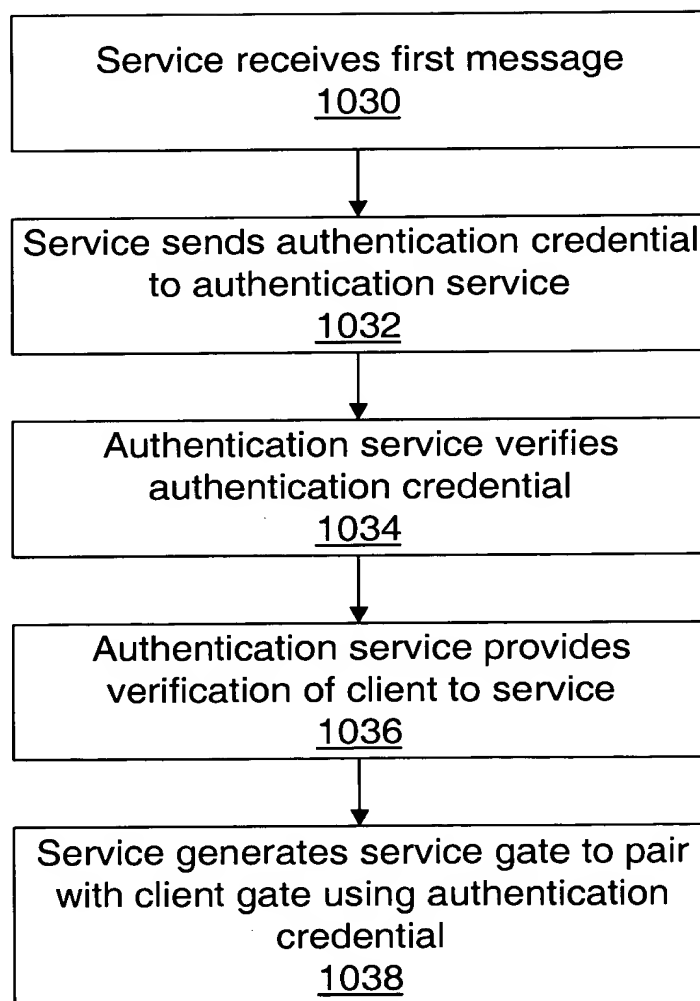 Service receives first message
1030
Service sends authentication credential
to authentication service
1032
Authentication service verifies
authentication credential
1034
Authentication service provides
verification of client to service
1036
Service generates service gate to pair
with client gate using authentication
credential
1038